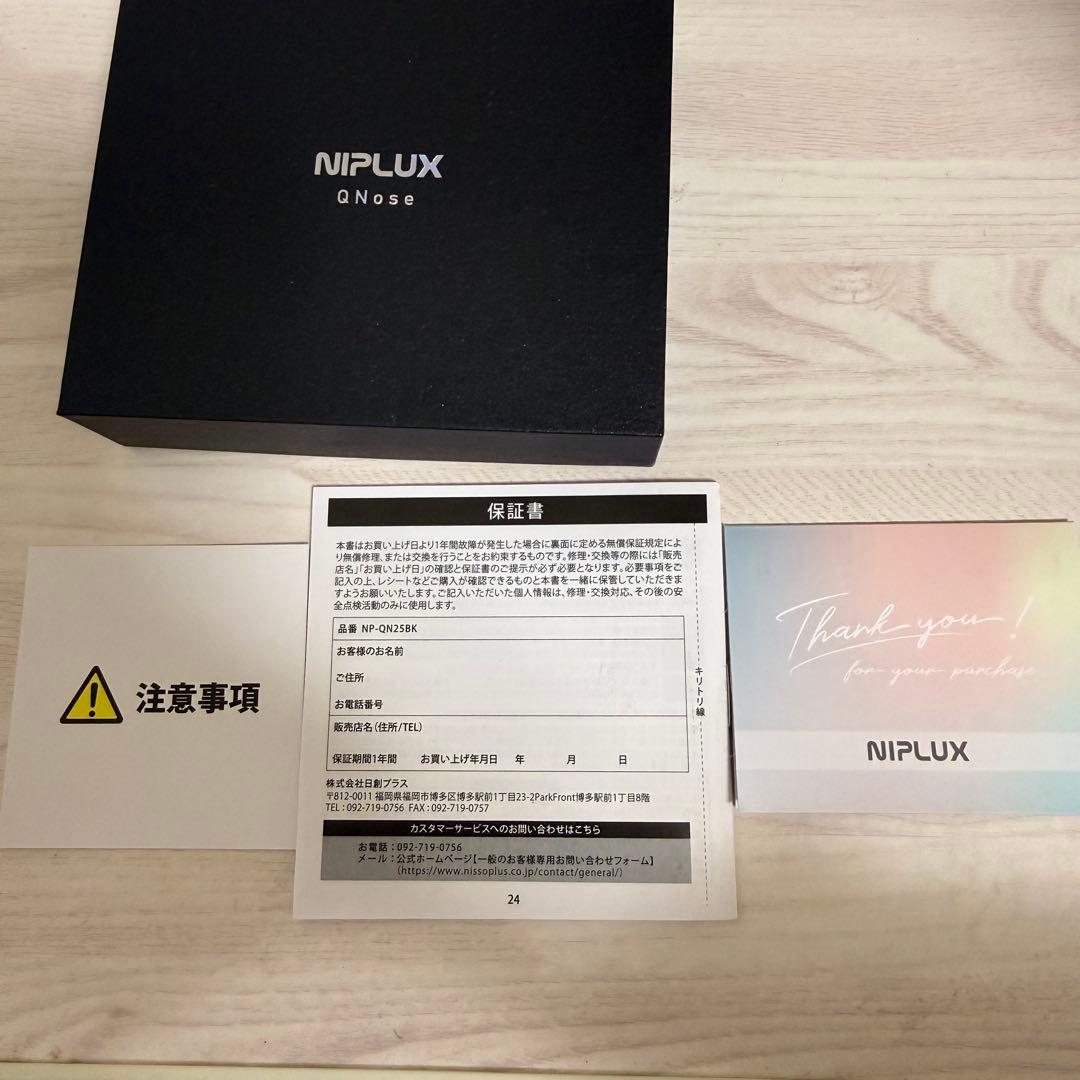 NIPLUX
QNose
保証書
本書はお買い上げ日より1年間故障が発生した場合に裏面に定める無償保証規定によ
り無償修理、または交換を行うことをお約束するものです。修理・交換等の際には「販売
店名」「お買い上げ日」の確認と保証書のご提示が必ず必要となります。必要事項をご
記入の上、レシートなどご購入が確認できるものと本書を一緒に保管していただきま
すようお願いいたします。ご記入いただいた個人情報は、修理・交換対応、その後の安
全点検活動のみに使用します。
品番 NP-QN25BK
お客様のお名前
ご住所
お電話番号
販売店名(住所/TEL)
保証期間1年間 お買い上げ年月日 年 月 日
キリトリ線
株式会社日創プラス
〒812-0011 福岡県福岡市博多区博多駅前1丁目23-2ParkFront博多駅前1丁目8階
TEL:092-719-0756 FAX:092-719-0757
カスタマーサービスへのお問い合わせはこちら
お電話:092-719-0756
メール:公式ホームページ【一般のお客様専用お問い合わせフォーム】
(https://www.nissoplus.co.jp/contact/general/)
24
注意事項
Thank you!
for your purchase
NIPLUX